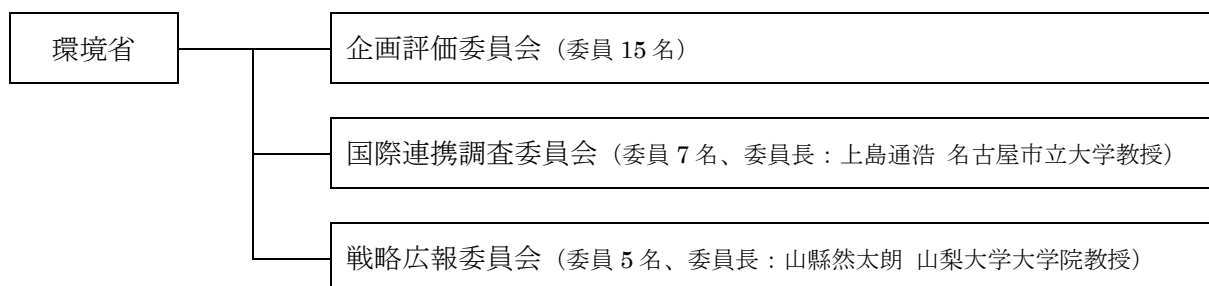 環境省
企画評価委員会（委員 15 名）
国際連携調査委員会（委員 7 名、委員長：上島通浩 名古屋市立大学教授）
戦略広報委員会（委員 5 名、委員長：山縣然太朗 山梨大学大学院教授）